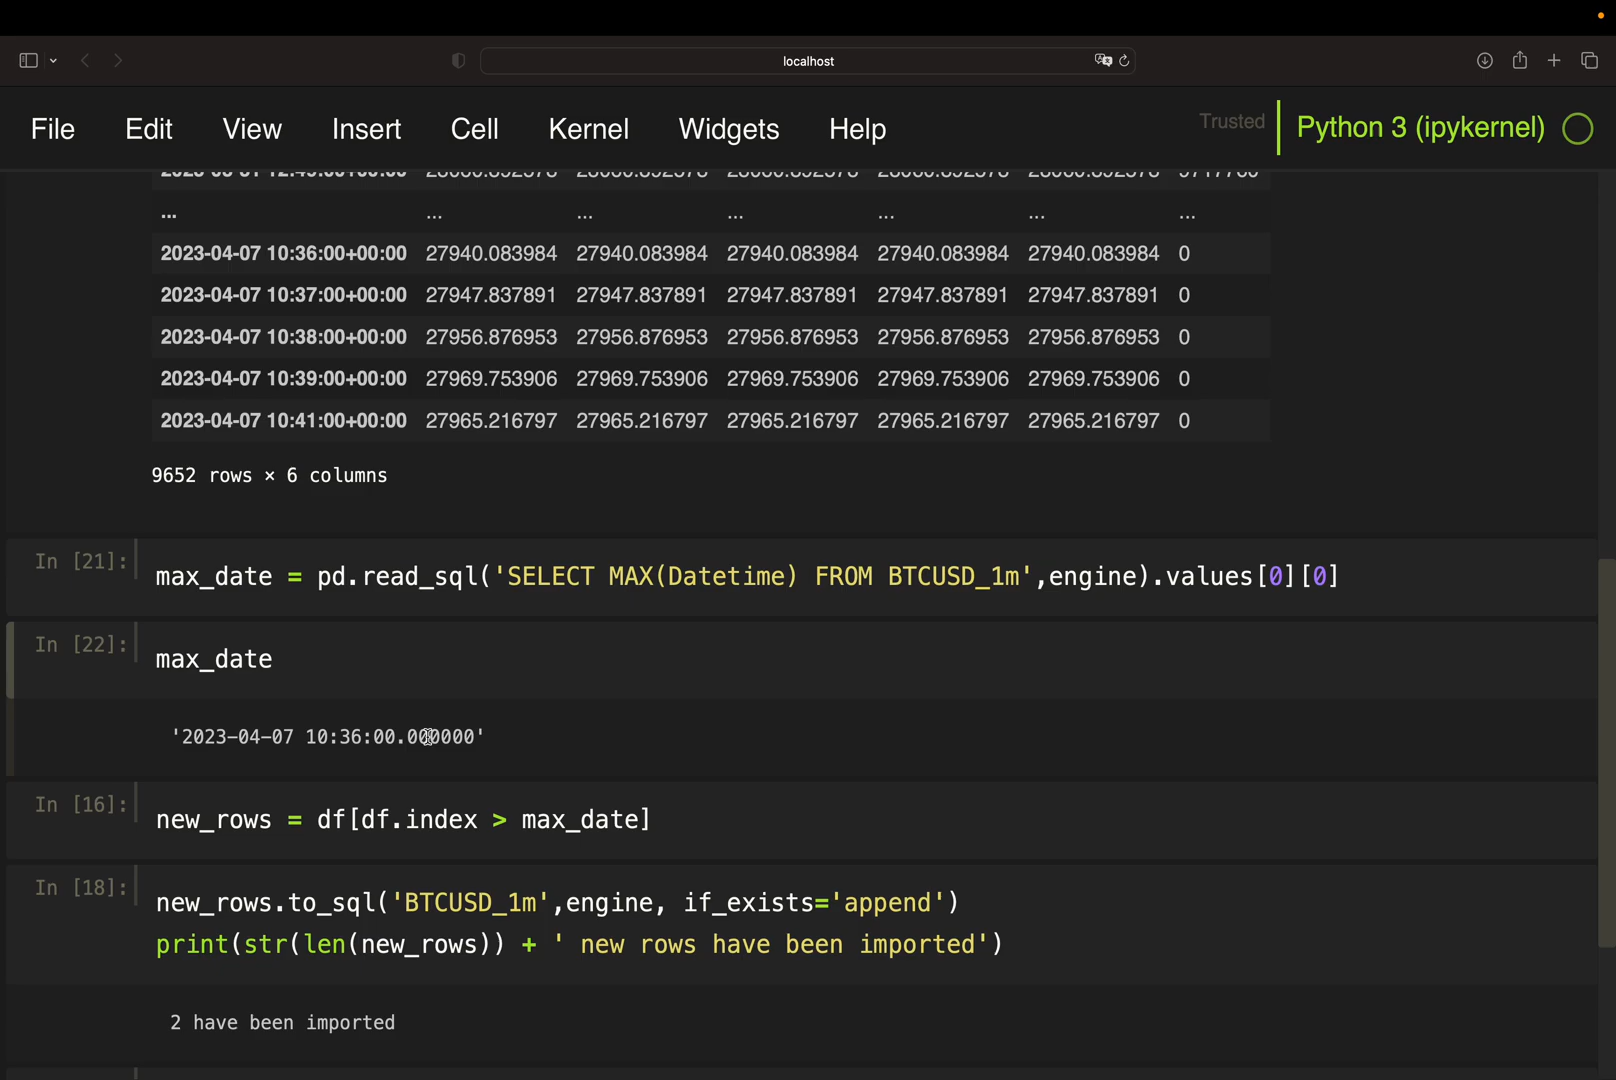 localhost
File Edit View Insert Cell Kernel Widgets Help Trusted Python 3 (ipykernel)
... ... ... ... ... ... ...
2023-04-07 10:36:00+00:00 27940.083984 27940.083984 27940.083984 27940.083984 27940.083984 0
2023-04-07 10:37:00+00:00 27947.837891 27947.837891 27947.837891 27947.837891 27947.837891 0
2023-04-07 10:38:00+00:00 27956.876953 27956.876953 27956.876953 27956.876953 27956.876953 0
2023-04-07 10:39:00+00:00 27969.753906 27969.753906 27969.753906 27969.753906 27969.753906 0
2023-04-07 10:41:00+00:00 27965.216797 27965.216797 27965.216797 27965.216797 27965.216797 0
9652 rows × 6 columns
In [21]: max_date = pd.read_sql('SELECT MAX(Datetime) FROM BTCUSD_1m',engine).values[0][0]
In [22]: max_date
'2023-04-07 10:36:00.000000'
In [16]: new_rows = df[df.index > max_date]
In [18]: new_rows.to_sql('BTCUSD_1m',engine, if_exists='append')
print(str(len(new_rows)) + ' new rows have been imported')
2 have been imported